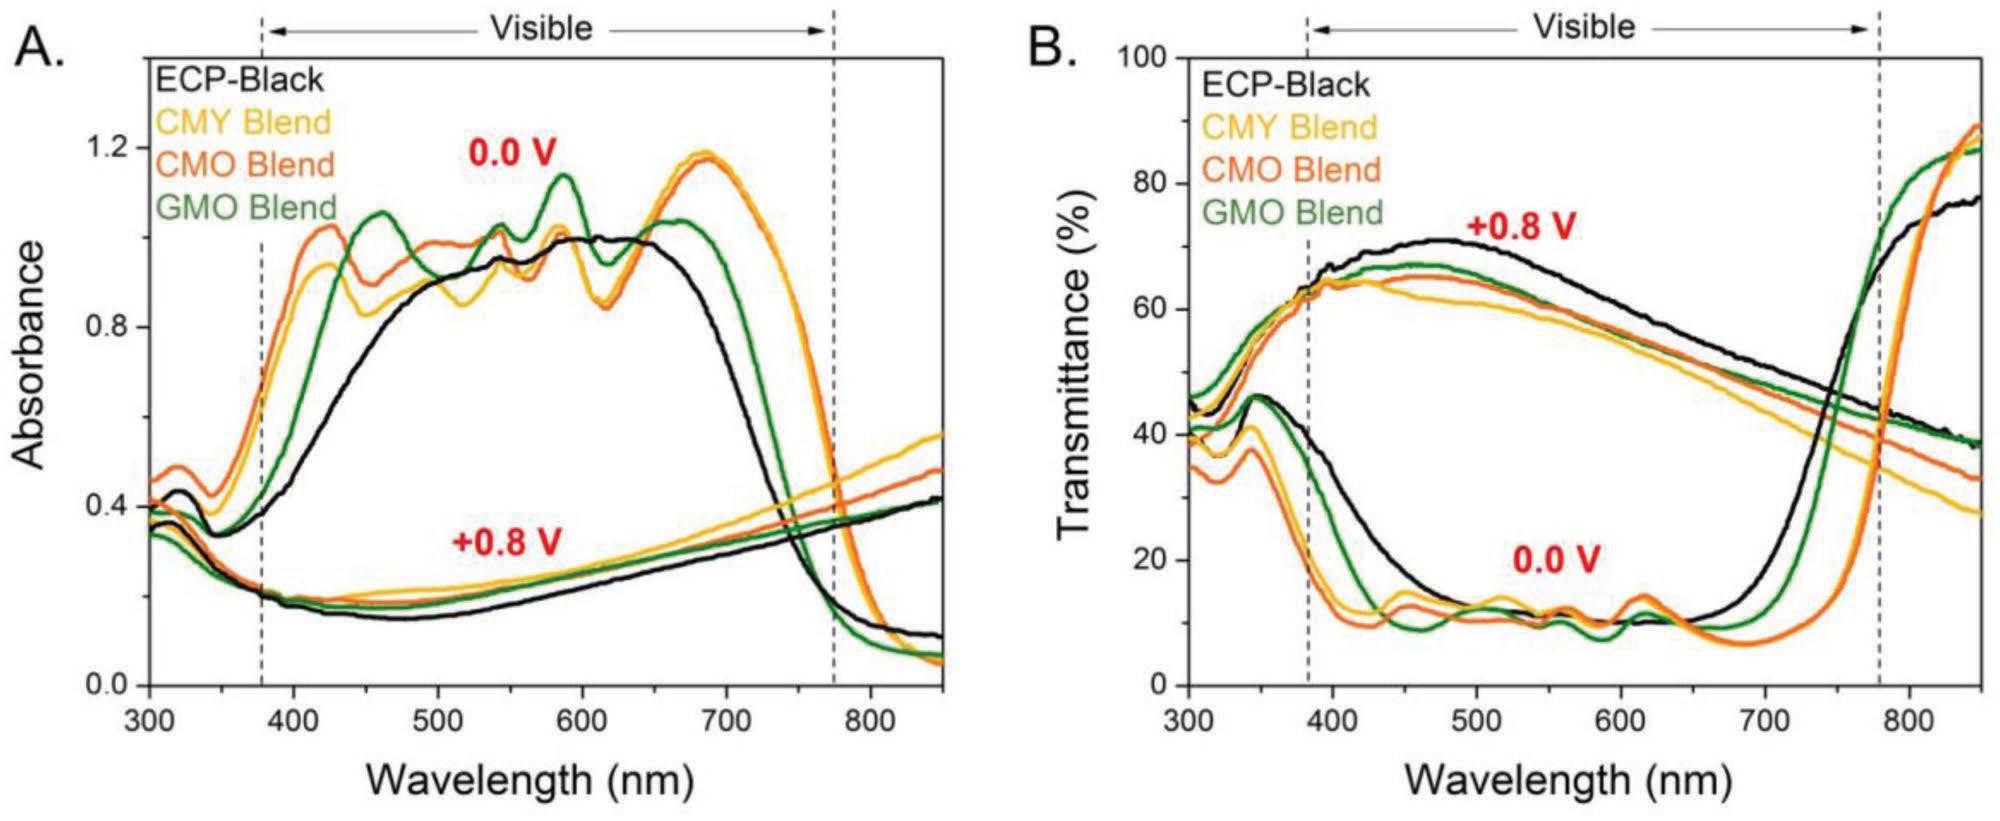 A.
Visible
ECP-Black
CMY Blend
CMO Blend
GMO Blend
0.0 V
+0.8 V
1.2
0.8
0.4
0.0
Absorbance
300 400 500 600 700 800
Wavelength (nm)
B.
Visible
ECP-Black
CMY Blend
CMO Blend
GMO Blend
+0.8 V
0.0 V
100
80
60
40
20
0
Transmittance (%)
300 400 500 600 700 800
Wavelength (nm)